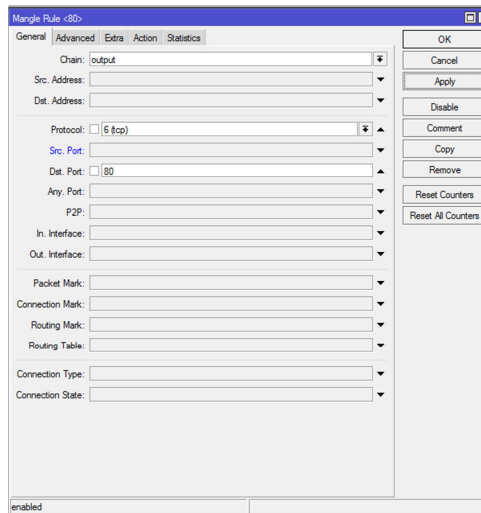 Mangle Rule <80>
General Advanced Extra Action Statistics
OK
Chain: output
Cancel
Src. Address:
Apply
Dst. Address:
Disable
Protocol: 6 (tcp)
Comment
Src. Port:
Copy
Dst. Port: 80
Remove
Any. Port:
Reset Counters
P2P:
Reset All Counters
In. Interface:
Out. Interface:
Packet Mark:
Connection Mark:
Routing Mark:
Routing Table:
Connection Type:
Connection State:
enabled